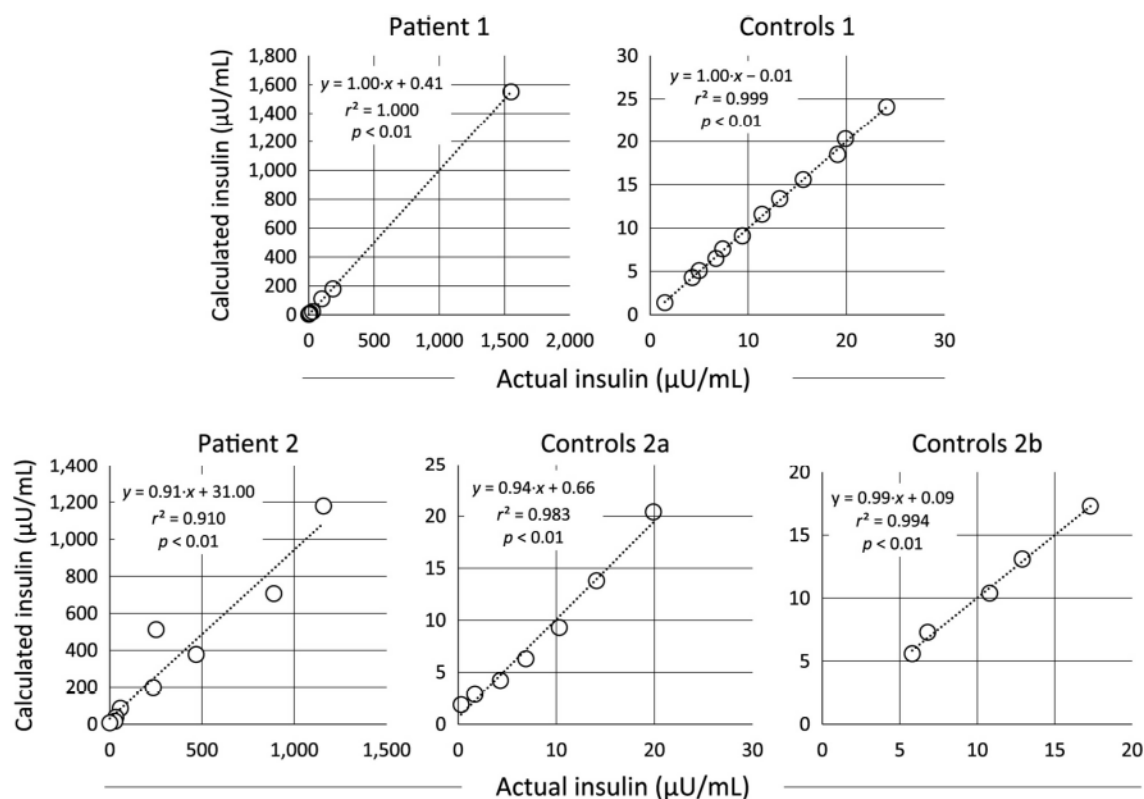 Patient 1
Controls 1
Calculated insulin (µU/mL)
1,800
1,600
1,400
1,200
1,000
800
600
400
200
0
y = 1.00·x + 0.41
r² = 1.000
p < 0.01
0 500 1,000 1,500 2,000
30
25
20
15
10
5
0
y = 1.00·x – 0.01
r² = 0.999
p < 0.01
0 10 20 30
Actual insulin (µU/mL)
Patient 2
Controls 2a
Controls 2b
Calculated insulin (µU/mL)
1,400
1,200
1,000
800
600
400
200
0
y = 0.91·x + 31.00
r² = 0.910
p < 0.01
0 500 1,000 1,500
25
20
15
10
5
0
y = 0.94·x + 0.66
r² = 0.983
p < 0.01
0 10 20 30
20
15
10
5
0
y = 0.99·x + 0.09
r² = 0.994
p < 0.01
0 5 10 15 20
Actual insulin (µU/mL)